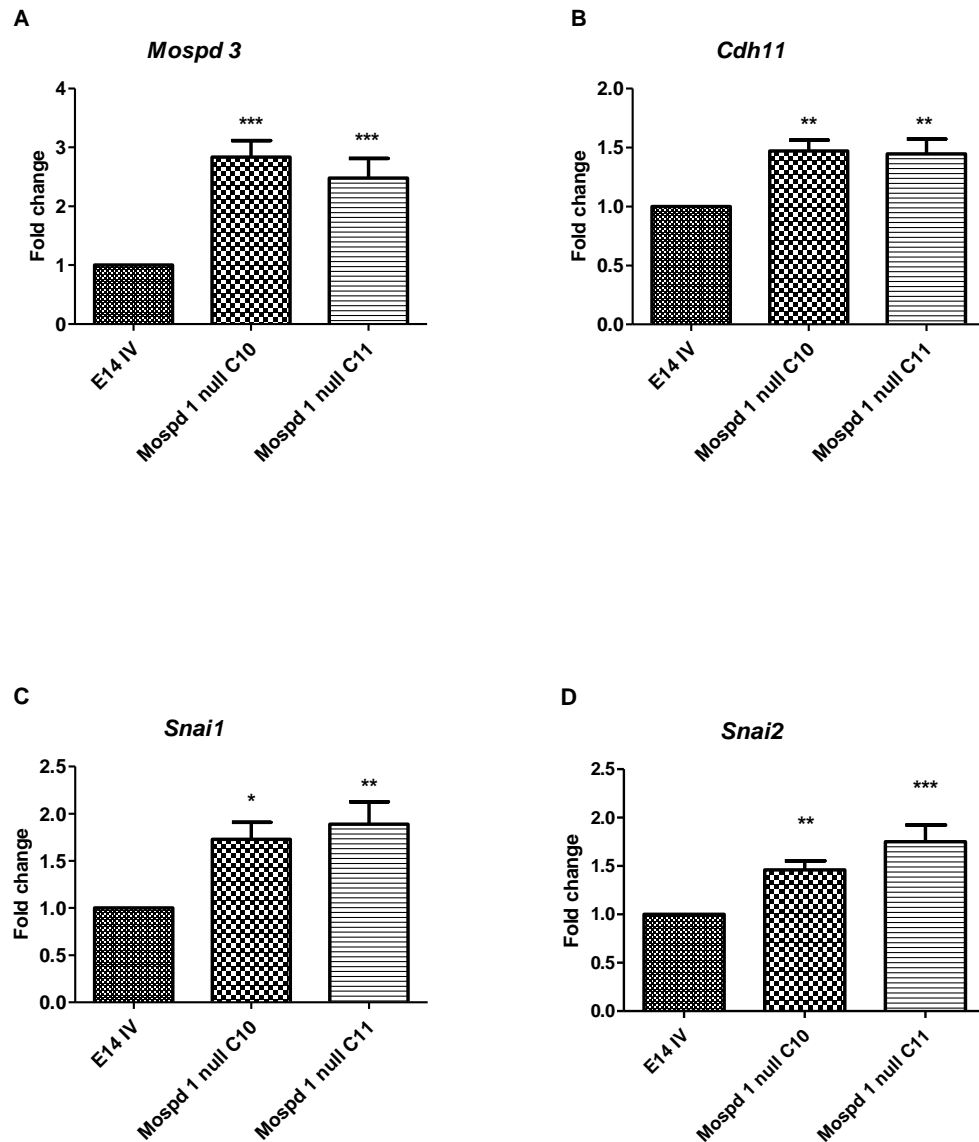 A
Mospd 3
Fold change
4
3
2
1
0
***
***
E14 IV
Mospd 1 null C10
Mospd 1 null C11
B
Cdh11
Fold change
2.0
1.5
1.0
0.5
0.0
**
**
E14 IV
Mospd 1 null C10
Mospd 1 null C11
C
Snai1
Fold change
2.5
2.0
1.5
1.0
0.5
0.0
*
**
E14 IV
Mospd 1 null C10
Mospd 1 null C11
D
Snai2
Fold change
2.5
2.0
1.5
1.0
0.5
0.0
**
***
E14 IV
Mospd 1 null C10
Mospd 1 null C11